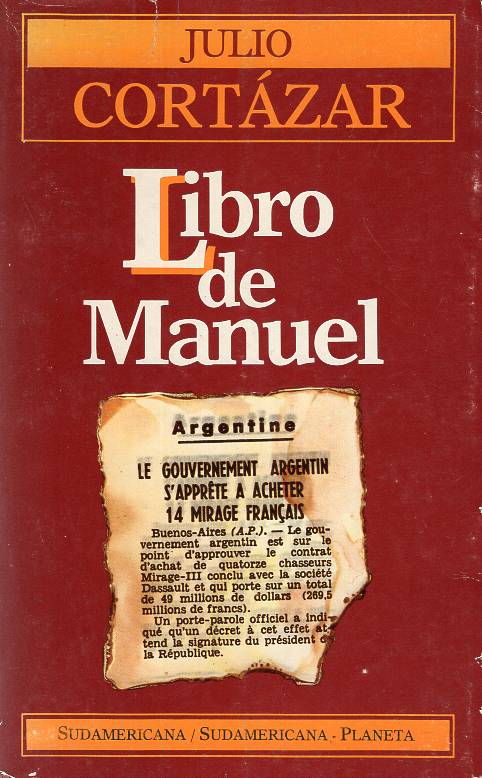 JULIO
CORTÁZAR
Libro
de
Manuel
Argentine
LE GOUVERNEMENT ARGENTIN
S'APPRÊTE A ACHETER
14 MIRAGE FRANÇAIS
Buenos-Aires (A.P.). — Le gou-
vernement argentin est sur le
point d'approuver le contrat
d'achat de quatorze chasseurs
Mirage-III conclu avec la société
Dassault et qui porte sur un total
de 49 millions de dollars (269,5
millions de francs).
Un porte-parole officiel a indi-
qué qu'un décret à cet effet at-
tend la signature du président d
la République.
SUDAMERICANA / SUDAMERICANA - PLANETA